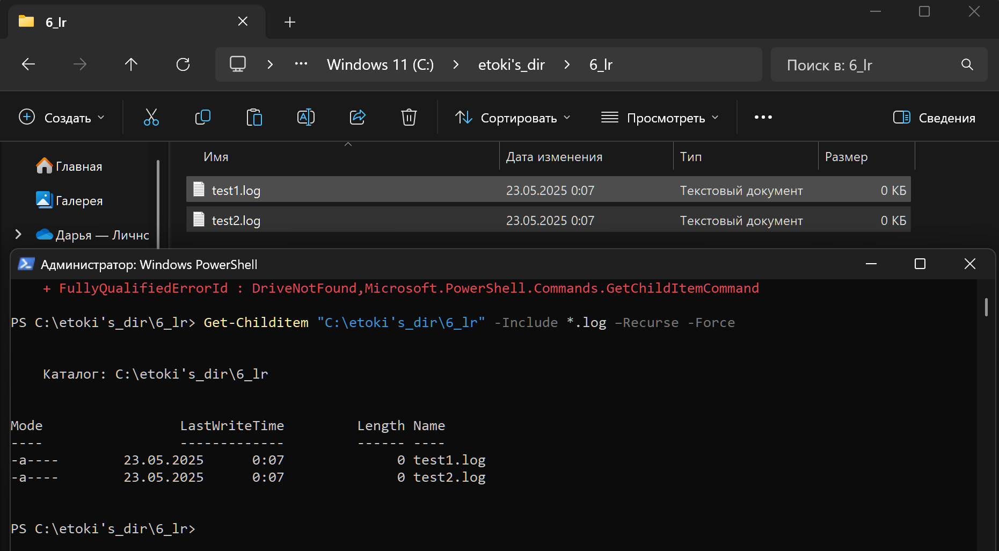 6_lr
Windows 11 (C:) etoki's_dir 6_lr Поиск в: 6_lr
Создать Сортировать Просмотреть Сведения
Имя Дата изменения Тип Размер
Главная
test1.log 23.05.2025 0:07 Текстовый документ 0 КБ
Галерея
test2.log 23.05.2025 0:07 Текстовый документ 0 КБ
Дарья — Личнс
Администратор: Windows PowerShell
+ FullyQualifiedErrorId : DriveNotFound,Microsoft.PowerShell.Commands.GetChildItemCommand
PS C:\etoki's_dir\6_lr> Get-Childitem "C:\etoki's_dir\6_lr" -Include *.log –Recurse -Force
Каталог: C:\etoki's_dir\6_lr
Mode LastWriteTime Length Name
---- ------------- ------ ----
-a---- 23.05.2025 0:07 0 test1.log
-a---- 23.05.2025 0:07 0 test2.log
PS C:\etoki's_dir\6_lr>